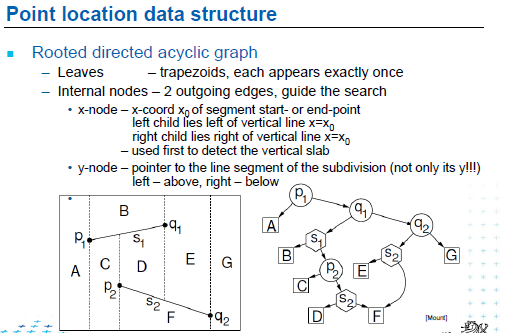 Point location data structure
Rooted directed acyclic graph
– Leaves – trapezoids, each appears exactly once
– Internal nodes – 2 outgoing edges, guide the search
• x-node – x-coord x₀ of segment start- or end-point
left child lies left of vertical line x=x₀
right child lies right of vertical line x=x₀
– used first to detect the vertical slab
• y-node – pointer to the line segment of the subdivision (not only its y!!!)
left – above, right – below
•
B
p₁
q₁
s₁
A
C
D
E
G
p₂
s₂
F
q₂
p₁
q₁
A
q₂
s₁
B
p₂
E
s₂
G
C
s₂
D
F
[Mount]